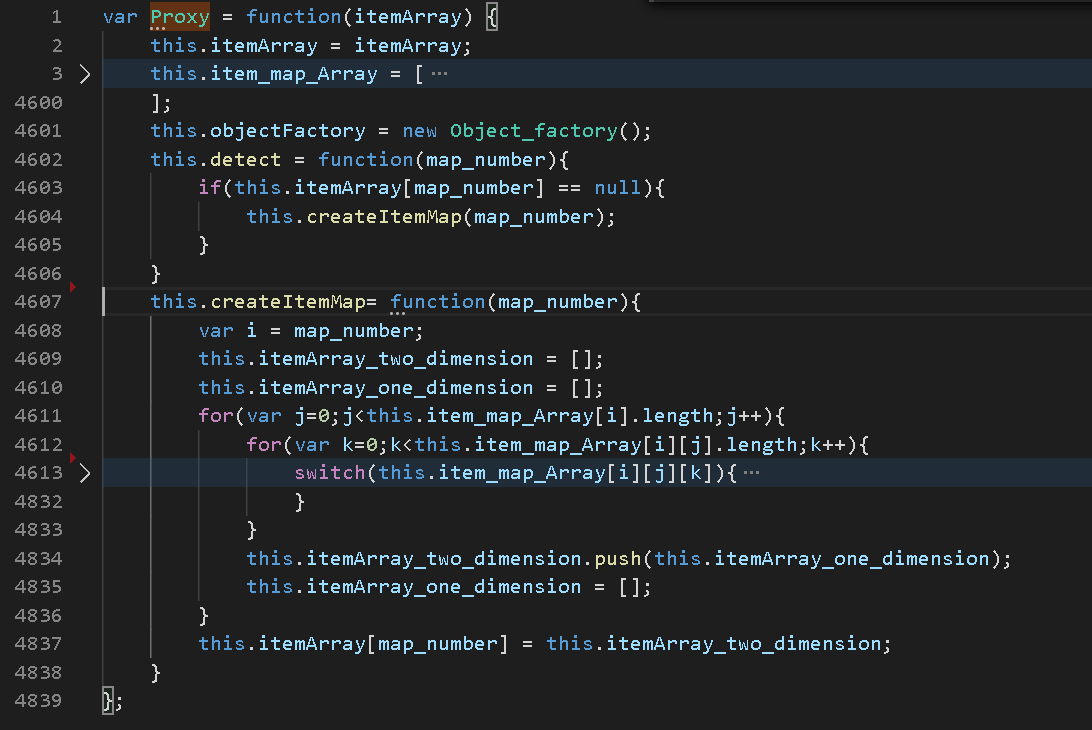 1 var Proxy = function(itemArray) {
2 this.itemArray = itemArray;
3 this.item_map_Array = [ ···
4600 ];
4601 this.objectFactory = new Object_factory();
4602 this.detect = function(map_number){
4603 if(this.itemArray[map_number] == null){
4604 this.createItemMap(map_number);
4605 }
4606 }
4607 this.createItemMap= function(map_number){
4608 var i = map_number;
4609 this.itemArray_two_dimension = [];
4610 this.itemArray_one_dimension = [];
4611 for(var j=0;j<this.item_map_Array[i].length;j++){
4612 for(var k=0;k<this.item_map_Array[i][j].length;k++){
4613 switch(this.item_map_Array[i][j][k]){ ···
4832 }
4833 }
4834 this.itemArray_two_dimension.push(this.itemArray_one_dimension);
4835 this.itemArray_one_dimension = [];
4836 }
4837 this.itemArray[map_number] = this.itemArray_two_dimension;
4838 }
4839 };